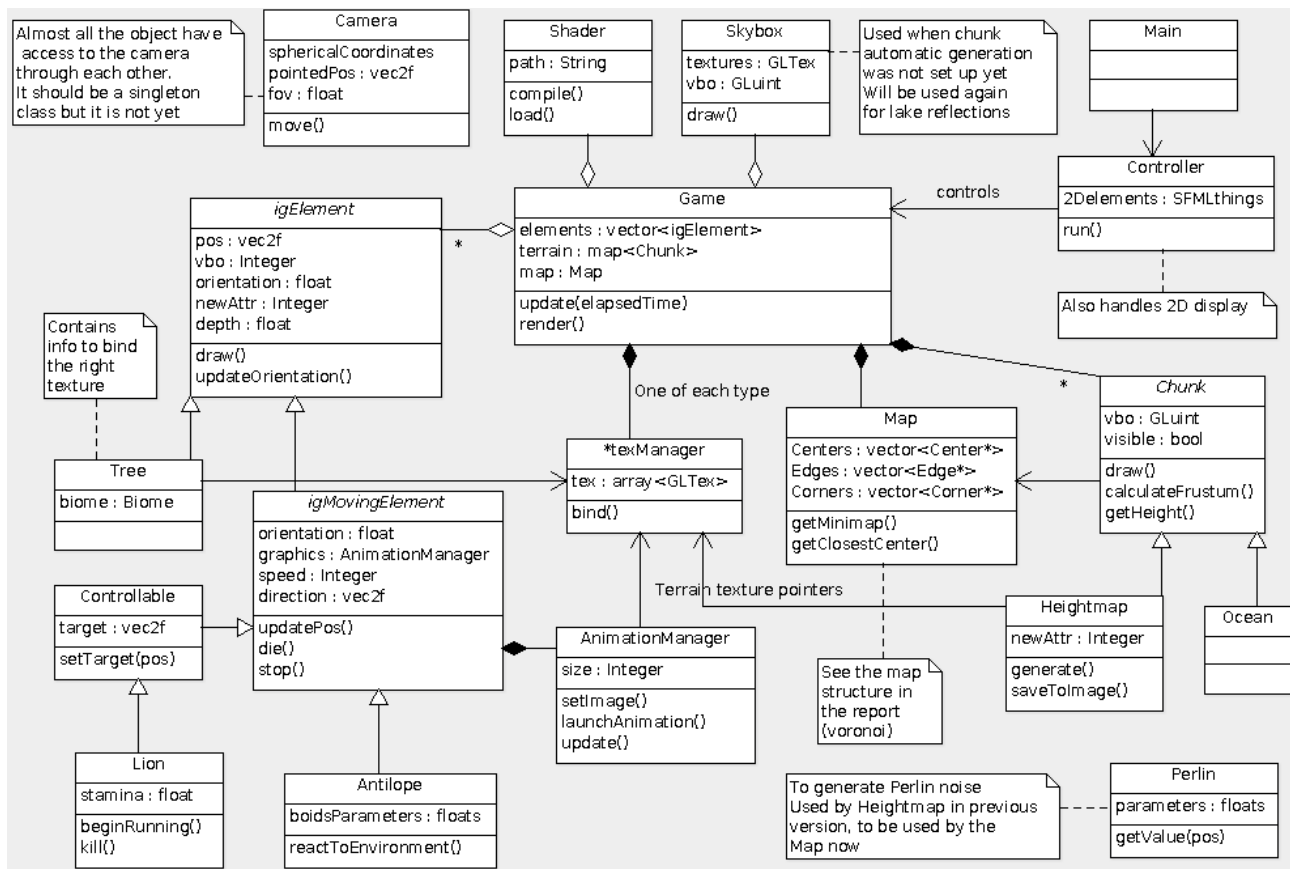 Almost all the object have
access to the camera
through each other.
It should be a singleton
class but it is not yet
Camera
sphericalCoordinates
pointedPos : vec2f
fov : float
move()
Shader
path : String
compile()
load()
Skybox
textures : GLTex
vbo : GLuint
draw()
Used when chunk
automatic generation
was not set up yet
Will be used again
for lake reflections
Main
Controller
2Delements : SFMLthings
run()
controls
Also handles 2D display
igElement
pos : vec2f
vbo : Integer
orientation : float
newAttr : Integer
depth : float
draw()
updateOrientation()
*
Game
elements : vector<igElement>
terrain : map<Chunk>
map : Map
update(elapsedTime)
render()
Contains
info to bind
the right
texture
One of each type
*
Tree
biome : Biome
*texManager
tex : array<GLTex>
bind()
Map
Centers : vector<Center*>
Edges : vector<Edge*>
Corners : vector<Corner*>
getMinimap()
getClosestCenter()
Chunk
vbo : GLuint
visible : bool
draw()
calculateFrustum()
getHeight()
igMovingElement
orientation : float
graphics : AnimationManager
speed : Integer
direction : vec2f
updatePos()
die()
stop()
Terrain texture pointers
Controllable
target : vec2f
setTarget(pos)
AnimationManager
size : Integer
setImage()
launchAnimation()
update()
Heightmap
newAttr : Integer
generate()
saveToImage()
Ocean
See the map
structure in
the report
(voronoi)
Lion
stamina : float
beginRunning()
kill()
Antilope
boidsParameters : floats
reactToEnvironment()
To generate Perlin noise
Used by Heightmap in previous
version, to be used by the
Map now
Perlin
parameters : floats
getValue(pos)